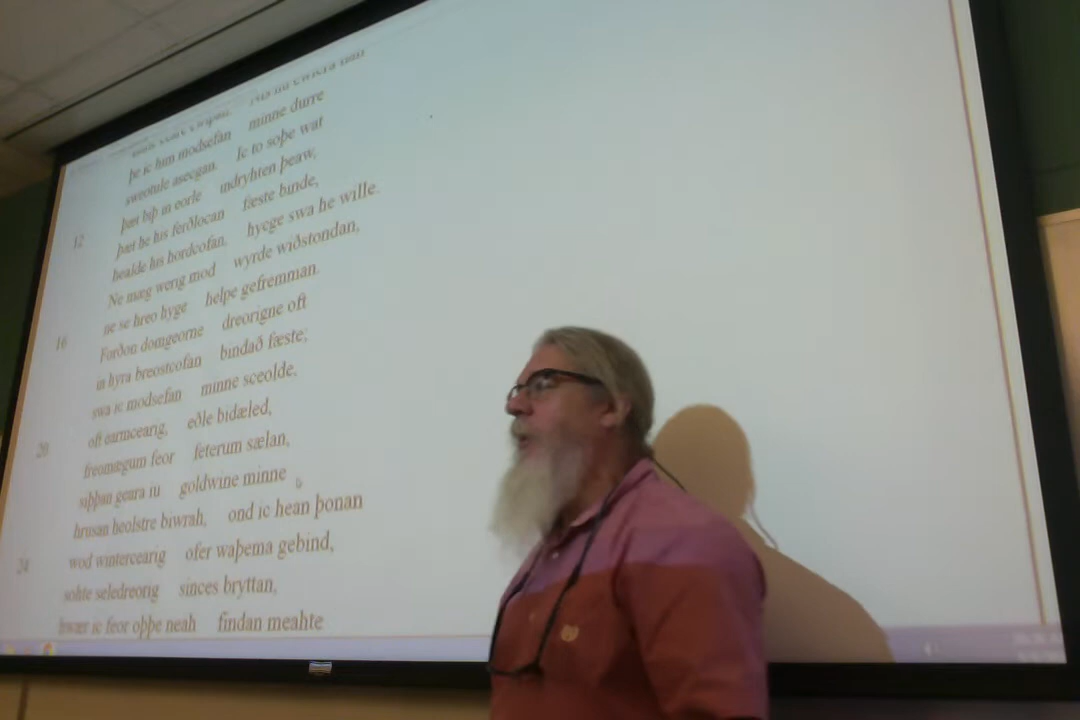 þe ic him modsefan minne durre
sweotule asecgan. Ic to soþe wat
þæt biþ in eorle indryhten þeaw,
12 þæt he his ferðlocan fæste binde,
healde his hordcofan, hycge swa he wille.
Ne mæg werig mod wyrde wiðstondan,
ne se hreo hyge helpe gefremman.
16 Forðon domgeorne dreorigne oft
in hyra breostcofan bindað fæste;
swa ic modsefan minne sceolde,
oft earmcearig, eðle bidæled,
20 freomægum feor feterum sælan,
siþþan geara iu goldwine minne
hrusan heolstre biwrah, ond ic hean þonan
wod wintercearig ofer waþema gebind,
24 sohte seledreorig sinces bryttan,
hwær ic feor oþþe neah findan meahte